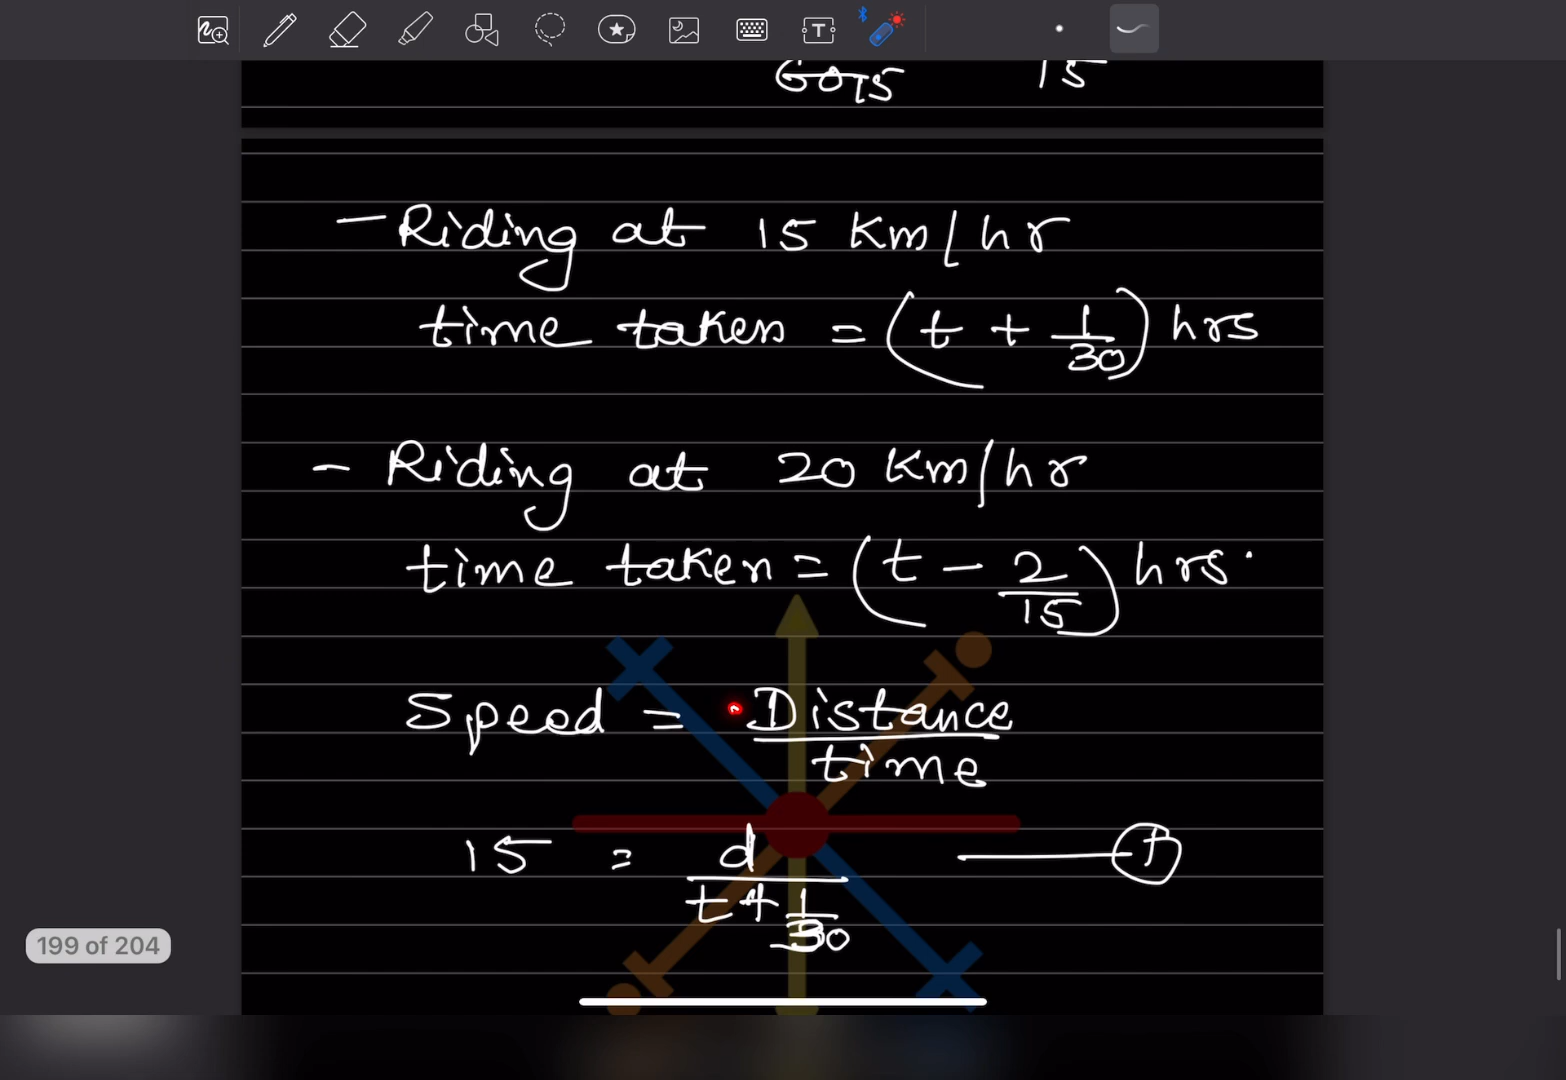 60 15 15
- Riding at 15 Km/hr
time taken = (t + 1/30) hrs
- Riding at 20 Km/hr
time taken = (t - 2/15) hrs.
Speed = Distance/time
15 = d/(t + 1/30) —— (1)
199 of 204